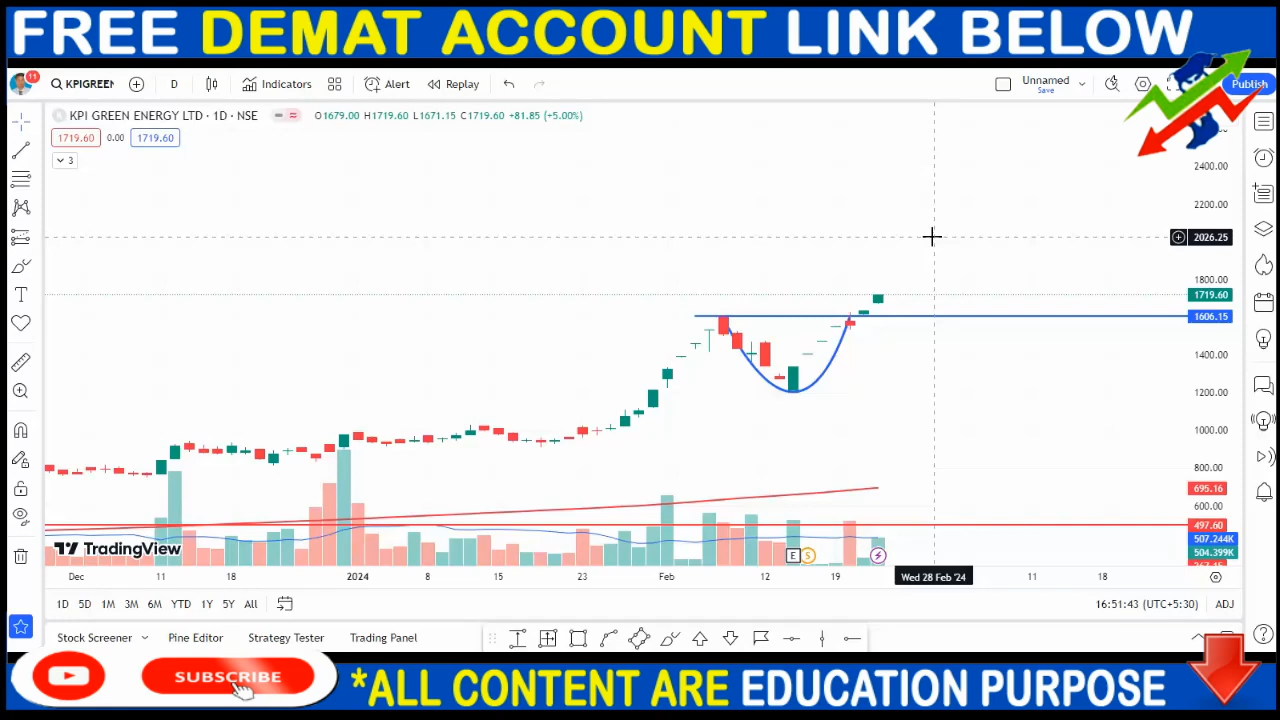 FREE DEMAT ACCOUNT LINK BELOW
11
KPIGREEN
D
Indicators
Alert
Replay
Unnamed
Save
Publish
KPI GREEN ENERGY LTD · 1D · NSE
O1679.00 H1719.60 L1671.15 C1719.60 +81.85 (+5.00%)
1719.60 0.00 1719.60
3
2400.00
2200.00
2026.25
1800.00
1719.60
1606.15
1400.00
1200.00
1000.00
800.00
695.16
600.00
497.60
507.244K
504.399K
TradingView
E
S
Dec 11 18 2024 8 15 23 Feb 12 19 Wed 28 Feb '24 11 18
1D 5D 1M 3M 6M YTD 1Y 5Y All
16:51:43 (UTC+5:30) ADJ
Stock Screener Pine Editor Strategy Tester Trading Panel
SUBSCRIBE
*ALL CONTENT ARE EDUCATION PURPOSE